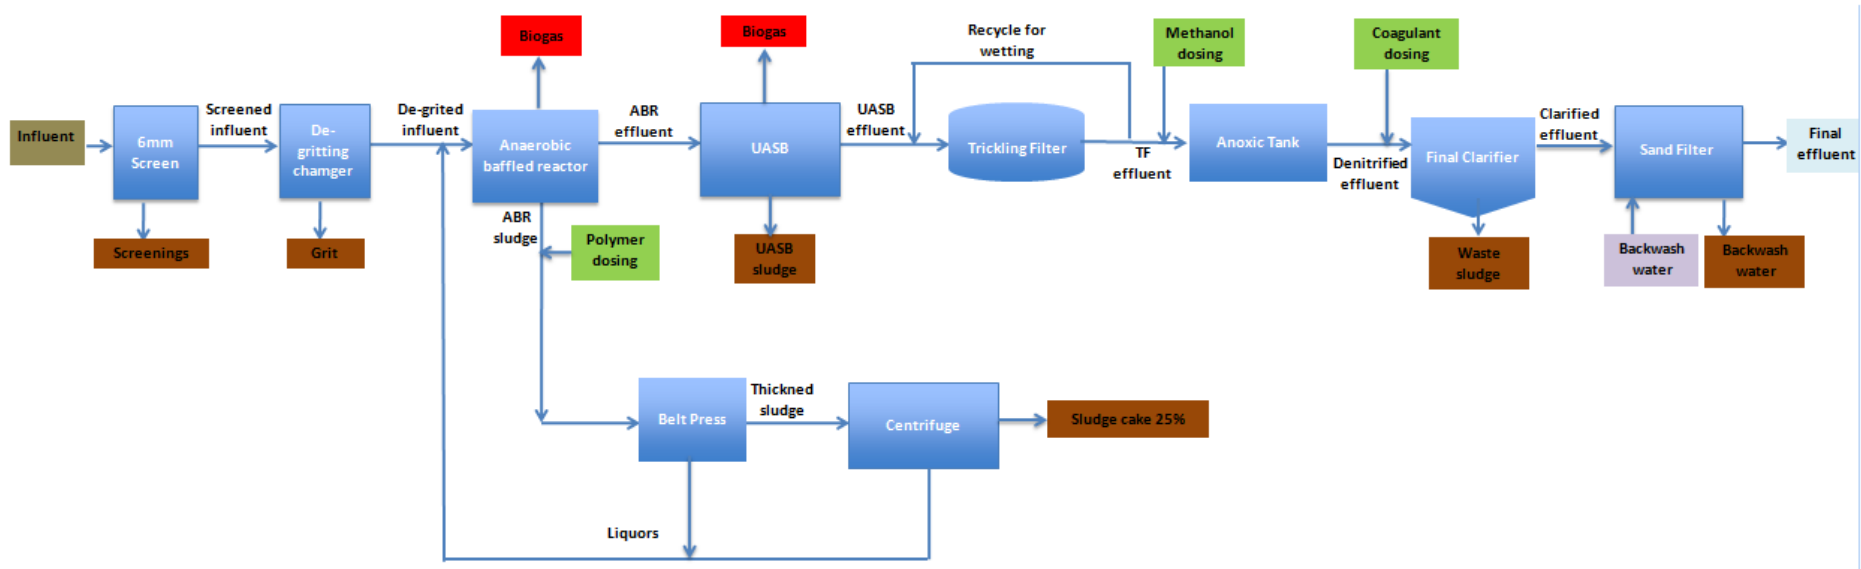 Biogas
Biogas
Recycle for
wetting
Methanol
dosing
Coagulant
dosing
Influent
6mm
Screen
Screened
influent
De-
gritting
chamger
De-grited
influent
Anaerobic
baffled reactor
ABR
effluent
UASB
UASB
effluent
Trickling Filter
TF
effluent
Anoxic Tank
Denitrified
effluent
Final Clarifier
Clarified
effluent
Sand Filter
Final
effluent
Screenings
Grit
ABR
sludge
Polymer
dosing
UASB
sludge
Waste
sludge
Backwash
water
Backwash
water
Belt Press
Thickned
sludge
Centrifuge
Sludge cake 25%
Liquors